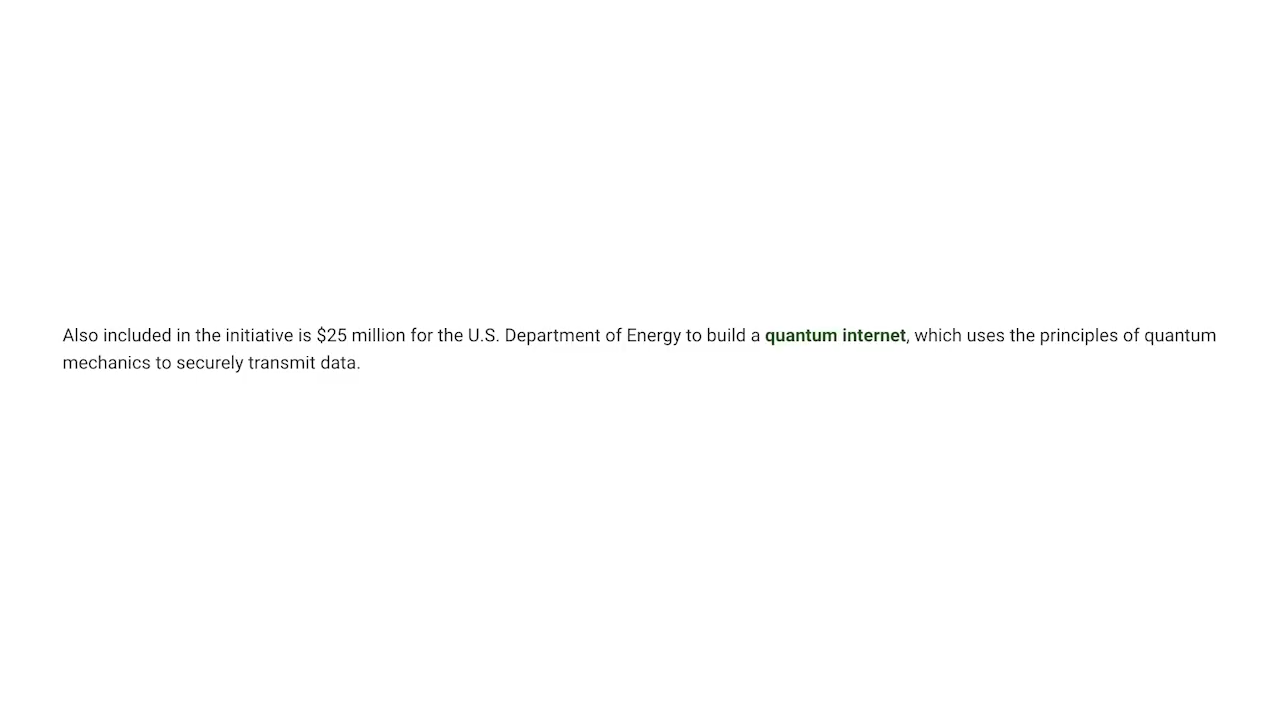 Also included in the initiative is $25 million for the U.S. Department of Energy to build a quantum internet, which uses the principles of quantum
mechanics to securely transmit data.